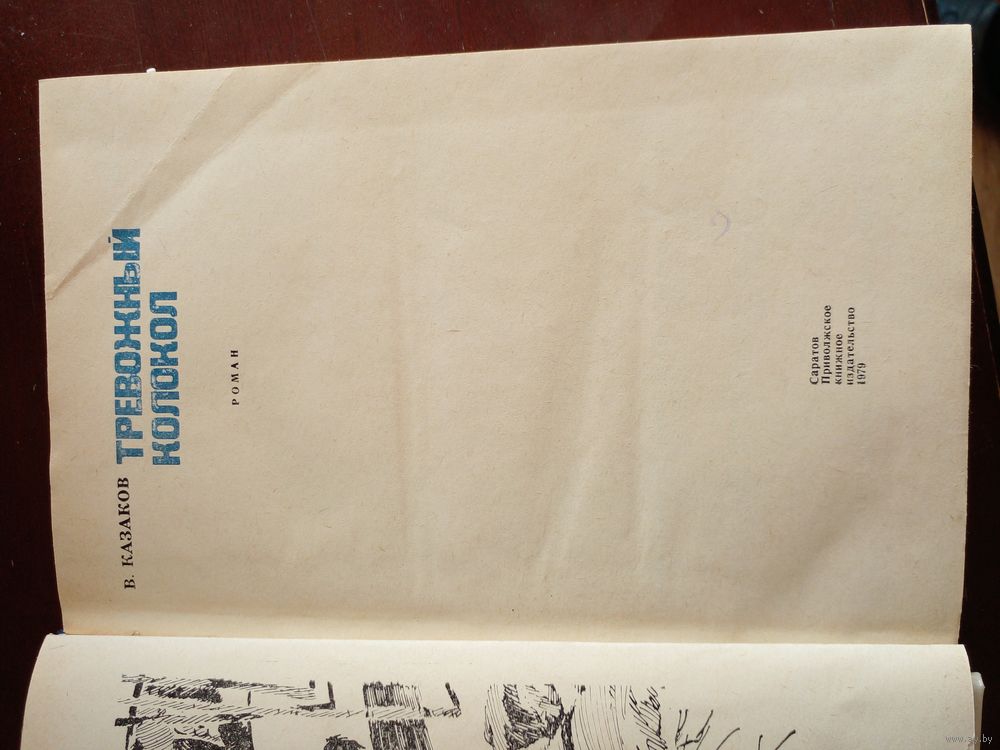 В. КАЗАКОВ
ТРЕВОЖНЫЙ
КОЛОКОЛ
РОМАН
Саратов
Приволжское
книжное
издательство
1979